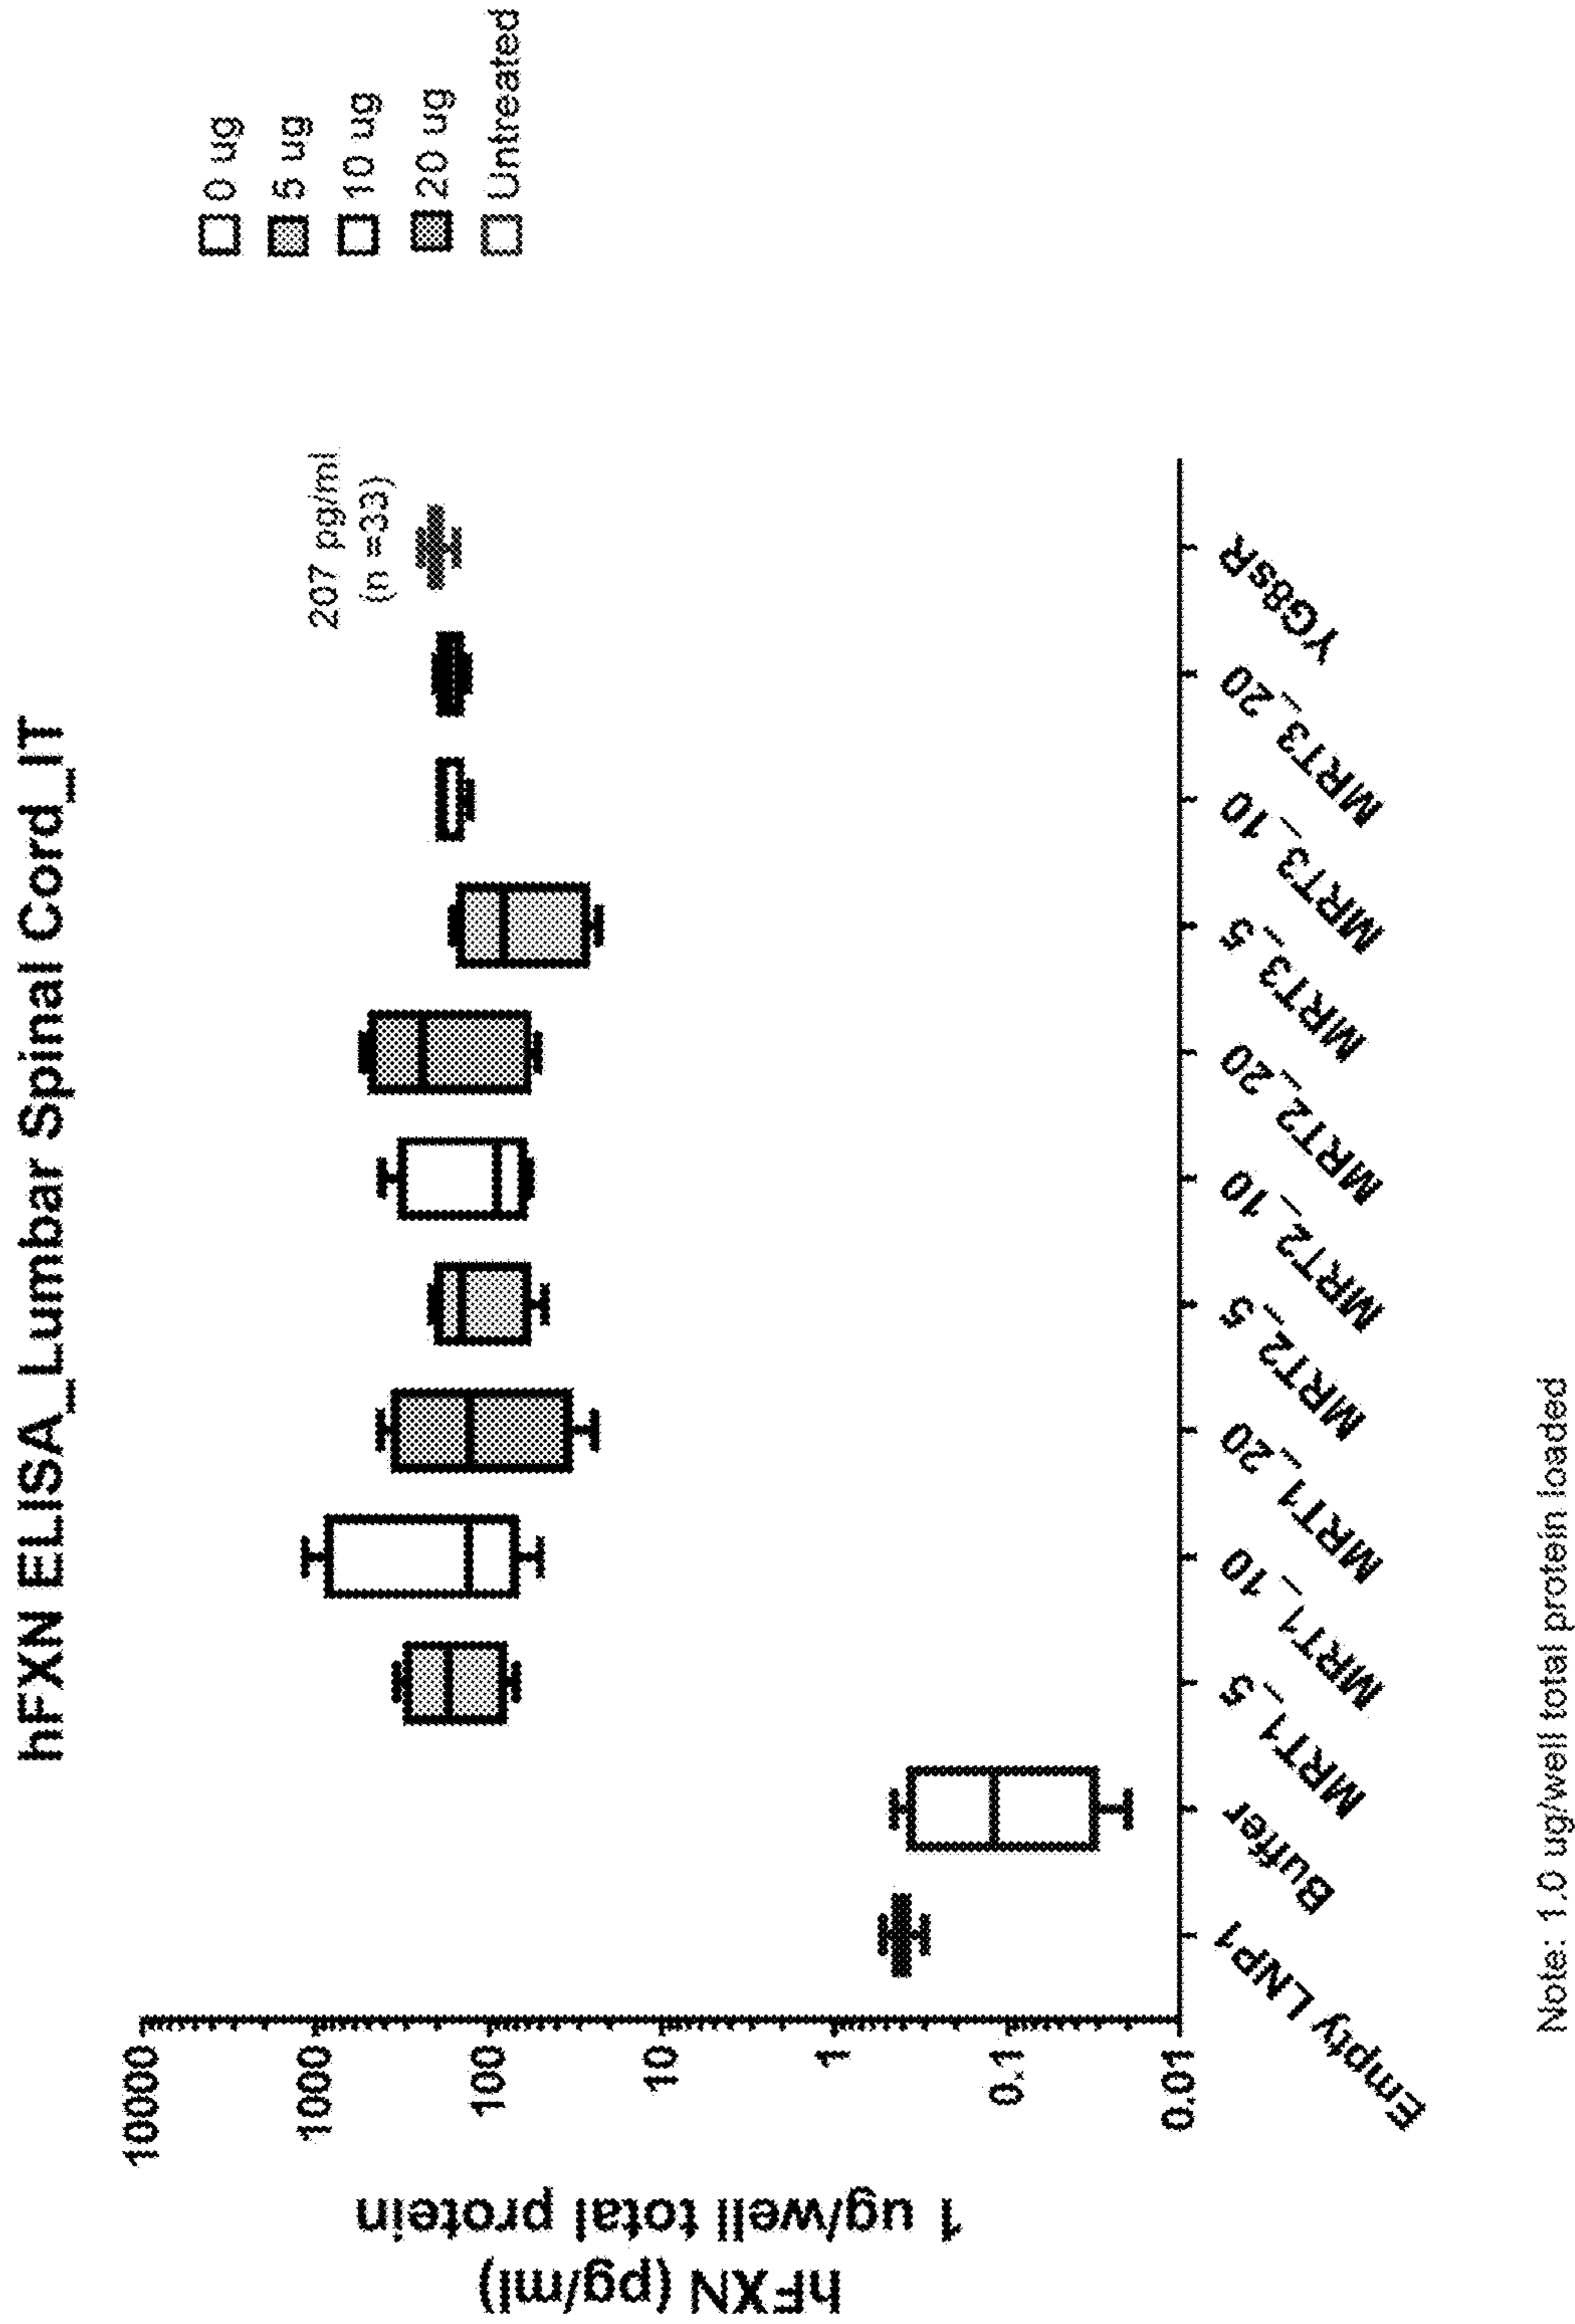 hFXN ELISA_Lumbar Spinal Cord_IT
hFXN (pg/ml)
1 ug/well total protein
10000
1000
100
10
1
0.1
0.01
207 pg/ml
(n =33)
0 ug
5 ug
10 ug
20 ug
Untreated
Empty LNP1
Buffer
MRT1_5
MRT1_10
MRT1_20
MRT2_5
MRT2_10
MRT2_20
MRT3_5
MRT3_10
MRT3_20
YG8sR
Note: 1.0 ug/well total protein loaded